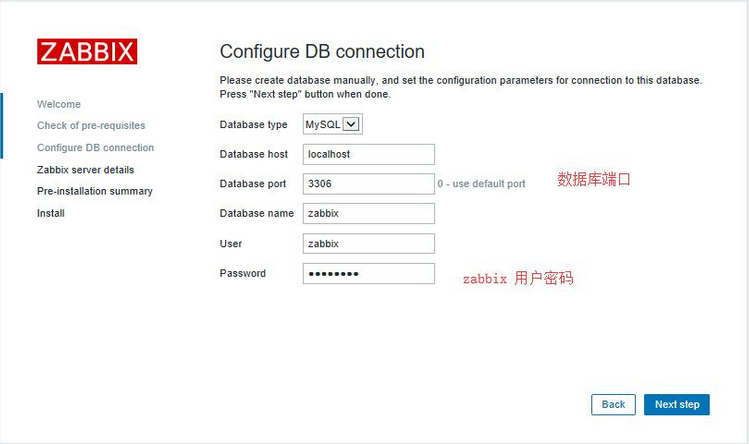 ZABBIX
Welcome
Check of pre-requisites
Configure DB connection
Zabbix server details
Pre-installation summary
Install
Configure DB connection
Please create database manually, and set the configuration parameters for connection to this database.
Press "Next step" button when done.
Database type MySQL
Database host localhost
Database port 3306 0 - use default port 数据库端口
Database name zabbix
User zabbix
Password ●●●●●●●● zabbix 用户密码
Back Next step